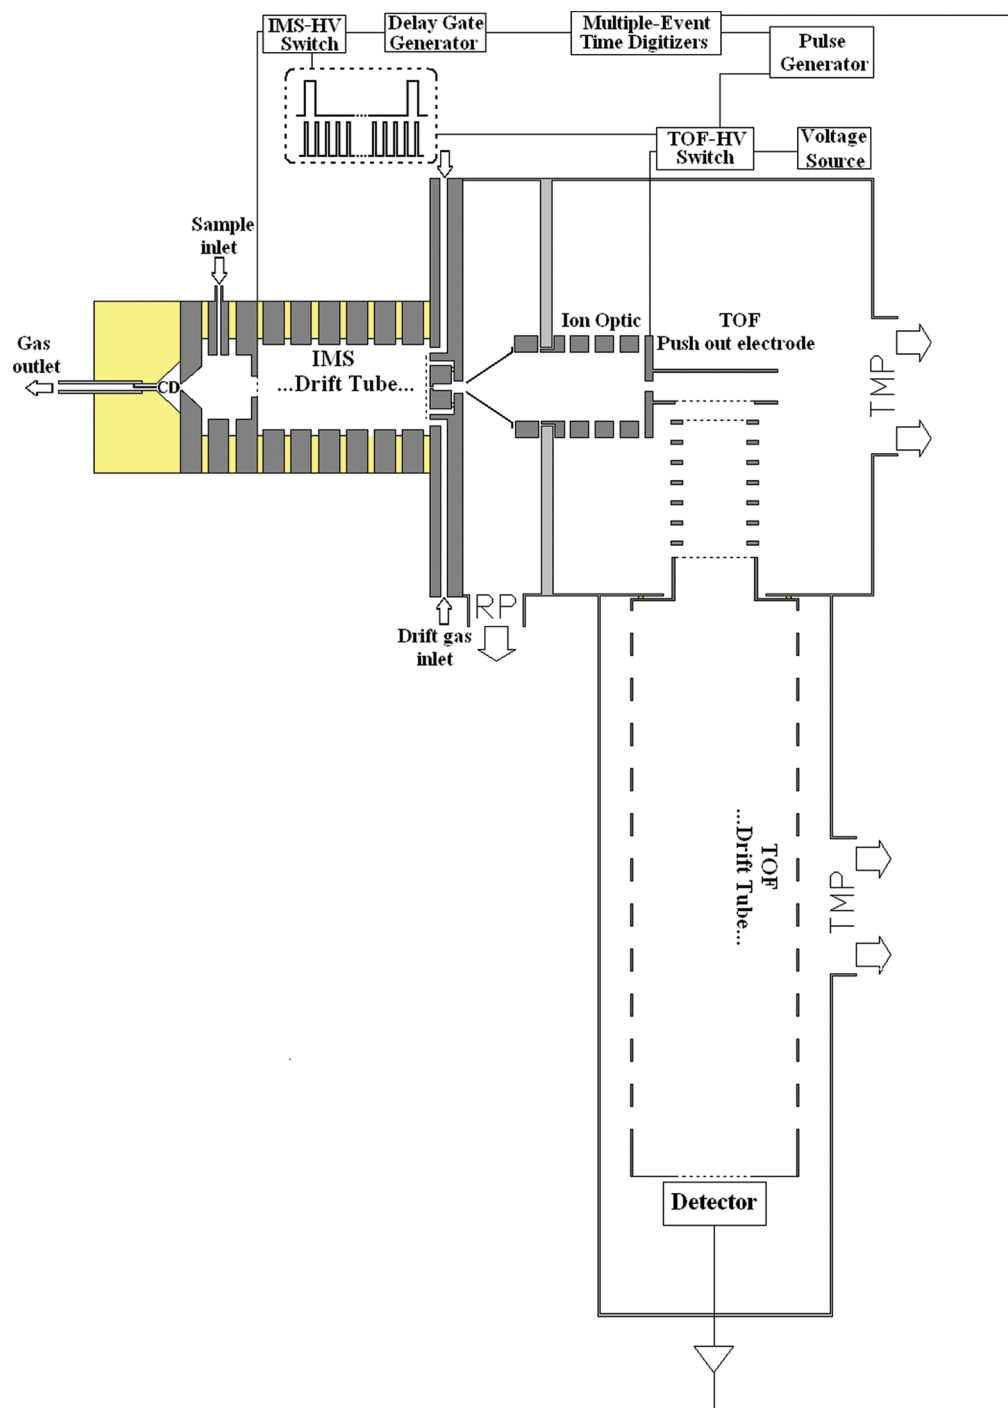 IMS-HV
Switch
Delay Gate
Generator
Multiple-Event
Time Digitizers
Pulse
Generator
TOF-HV
Switch
Voltage
Source
Sample
inlet
Gas
outlet
CD
IMS
...Drift Tube...
Ion Optic
TOF
Push out electrode
TMP
RP
Drift gas
inlet
TOF
...Drift Tube...
TMP
Detector